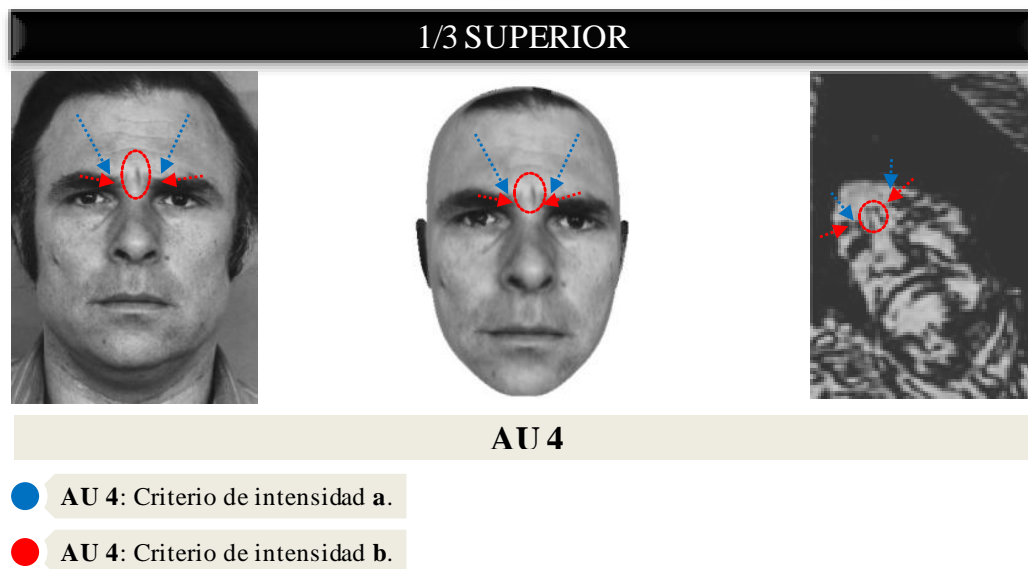 1/3 SUPERIOR
AU 4
AU 4: Criterio de intensidad a.
AU 4: Criterio de intensidad b.